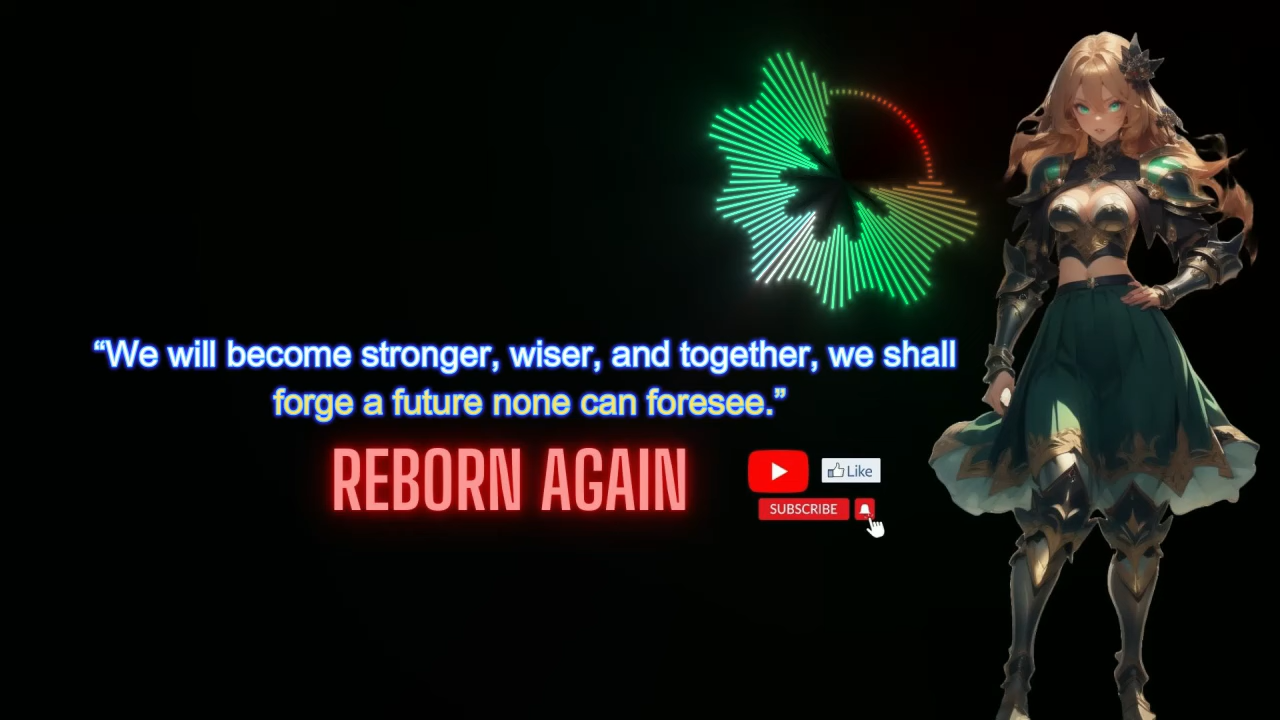 “We will become stronger, wiser, and together, we shall
forge a future none can foresee.”
REBORN AGAIN
Like
SUBSCRIBE